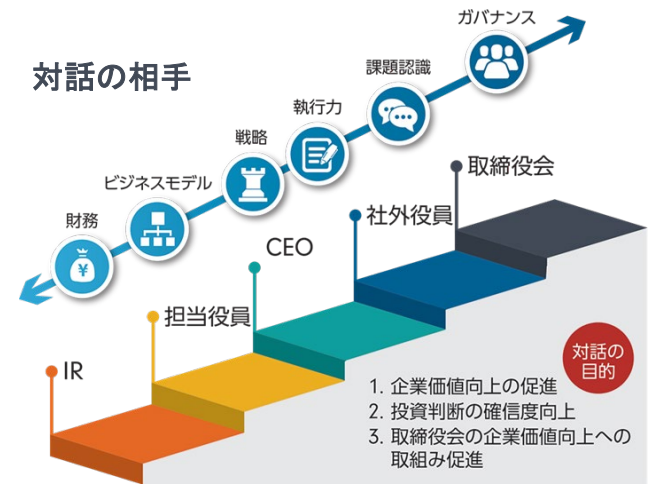 対話の相手
ガバナンス
課題認識
執行力
戦略
ビジネスモデル
財務
¥
取締役会
社外役員
CEO
担当役員
IR
対話の
目的
1. 企業価値向上の促進
2. 投資判断の確信度向上
3. 取締役会の企業価値向上への
取組み促進